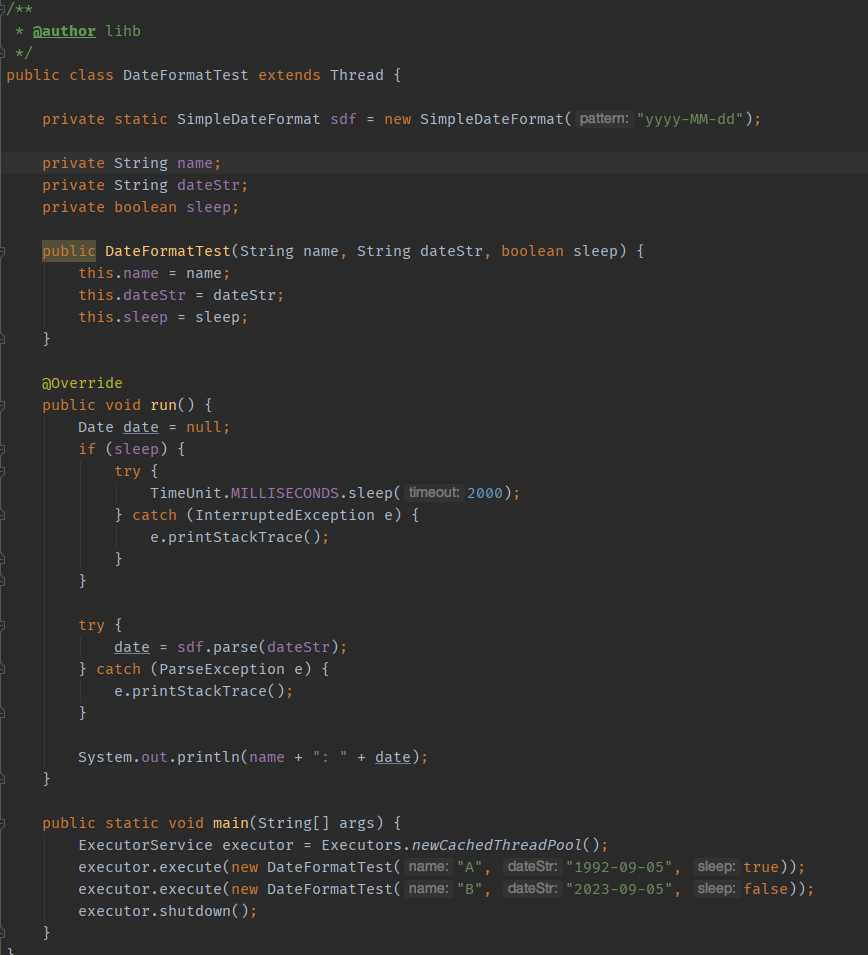 /**
 * @author lihb
 */
public class DateFormatTest extends Thread {
    private static SimpleDateFormat sdf = new SimpleDateFormat( pattern: "yyyy-MM-dd");
    private String name;
    private String dateStr;
    private boolean sleep;
    public DateFormatTest(String name, String dateStr, boolean sleep) {
        this.name = name;
        this.dateStr = dateStr;
        this.sleep = sleep;
    }
    @Override
    public void run() {
        Date date = null;
        if (sleep) {
            try {
                TimeUnit.MILLISECONDS.sleep( timeout: 2000);
            } catch (InterruptedException e) {
                e.printStackTrace();
            }
        }
        try {
            date = sdf.parse(dateStr);
        } catch (ParseException e) {
            e.printStackTrace();
        }
        System.out.println(name + ": " + date);
    }
    public static void main(String[] args) {
        ExecutorService executor = Executors.newCachedThreadPool();
        executor.execute(new DateFormatTest( name: "A", dateStr: "1992-09-05", sleep: true));
        executor.execute(new DateFormatTest( name: "B", dateStr: "2023-09-05", sleep: false));
        executor.shutdown();
    }
}